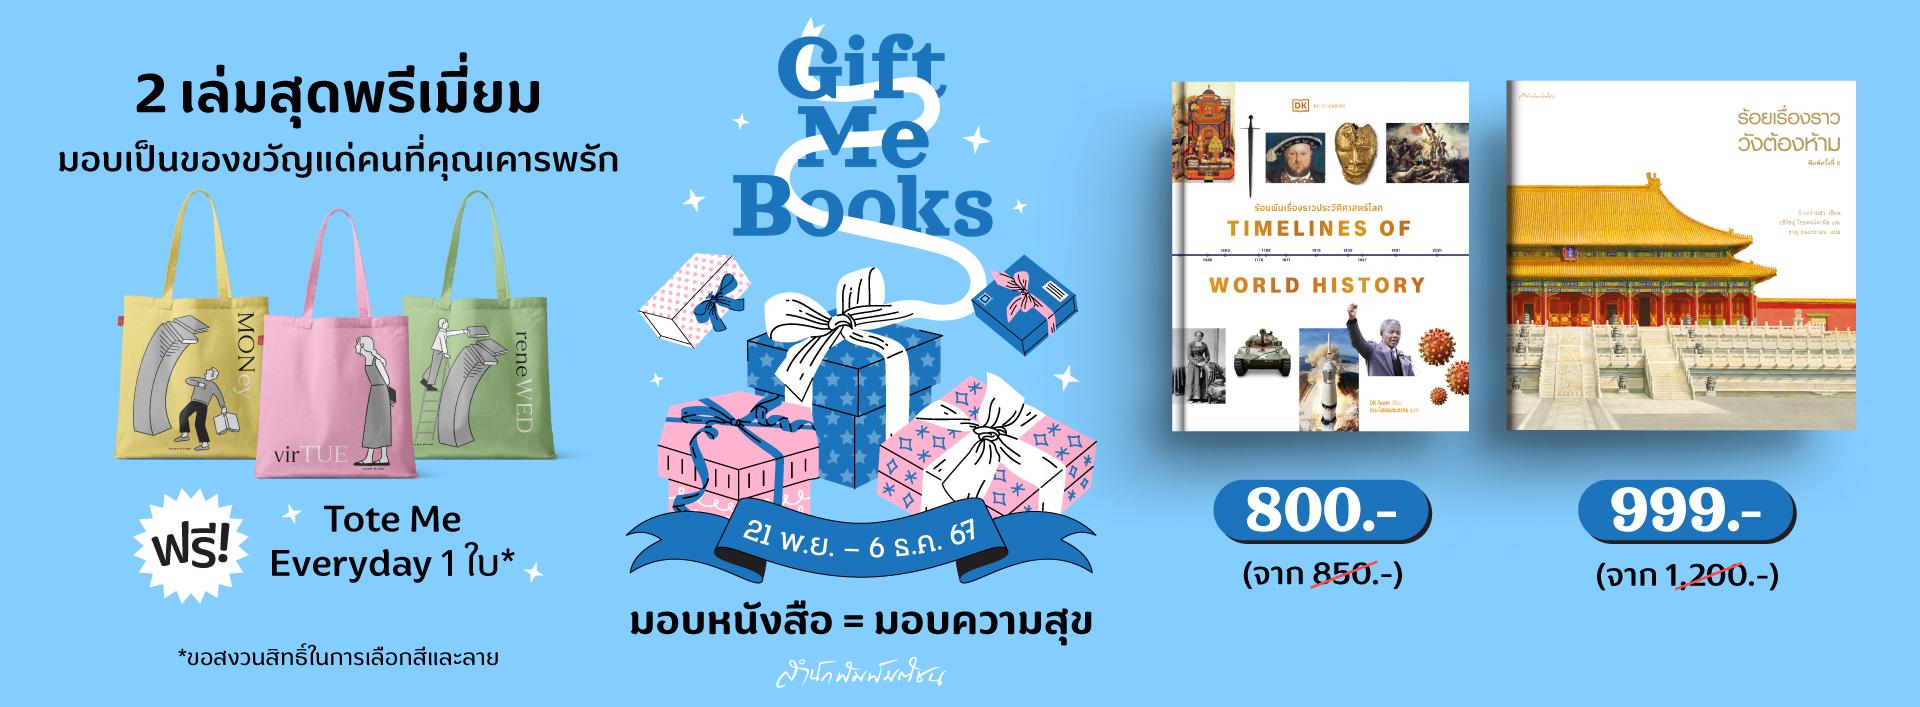 2 เล่มสุดพรีเมี่ยม
มอบเป็นของขวัญแด่คนที่คุณเคารพรัก
MONey
virTUE
reneWED
ฟรี!
Tote Me
Everyday 1 ใบ*
*ขอสงวนสิทธิ์ในการเลือกสีและลาย
Gift
Me
Books
21 พ.ย. – 6 ธ.ค. 67
มอบหนังสือ = มอบความสุข
สำนักพิมพ์มติชน
DK
ร้อยพันเรื่องราวประวัติศาสตร์โลก
TIMELINES OF
WORLD HISTORY
800.-
(จาก 850.-)
ร้อยเรื่องราว
วังต้องห้าม
พิมพ์ครั้งที่ 5
999.-
(จาก 1,200.-)